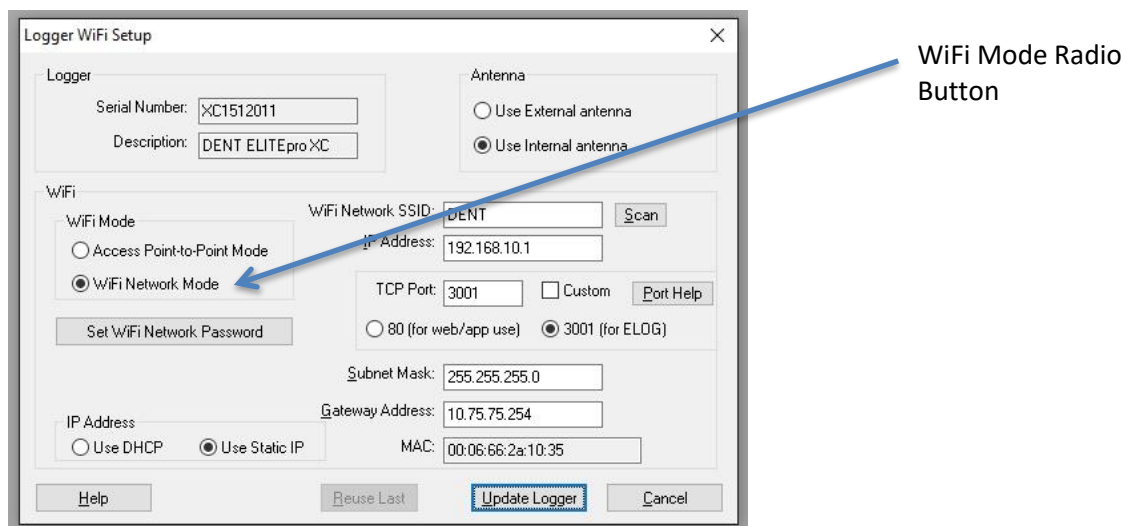 Logger WiFi Setup
WiFi Mode Radio
Button
Logger
Serial Number: XC1512011
Description: DENT ELITEpro XC
Antenna
Use External antenna
Use Internal antenna
WiFi
WiFi Mode
Access Point-to-Point Mode
WiFi Network Mode
Set WiFi Network Password
WiFi Network SSID: DENT Scan
IP Address: 192.168.10.1
TCP Port: 3001 Custom Port Help
80 (for web/app use) 3001 (for ELOG)
Subnet Mask: 255.255.255.0
Gateway Address: 10.75.75.254
MAC: 00:06:66:2a:10:35
IP Address
Use DHCP Use Static IP
Help Reuse Last Update Logger Cancel